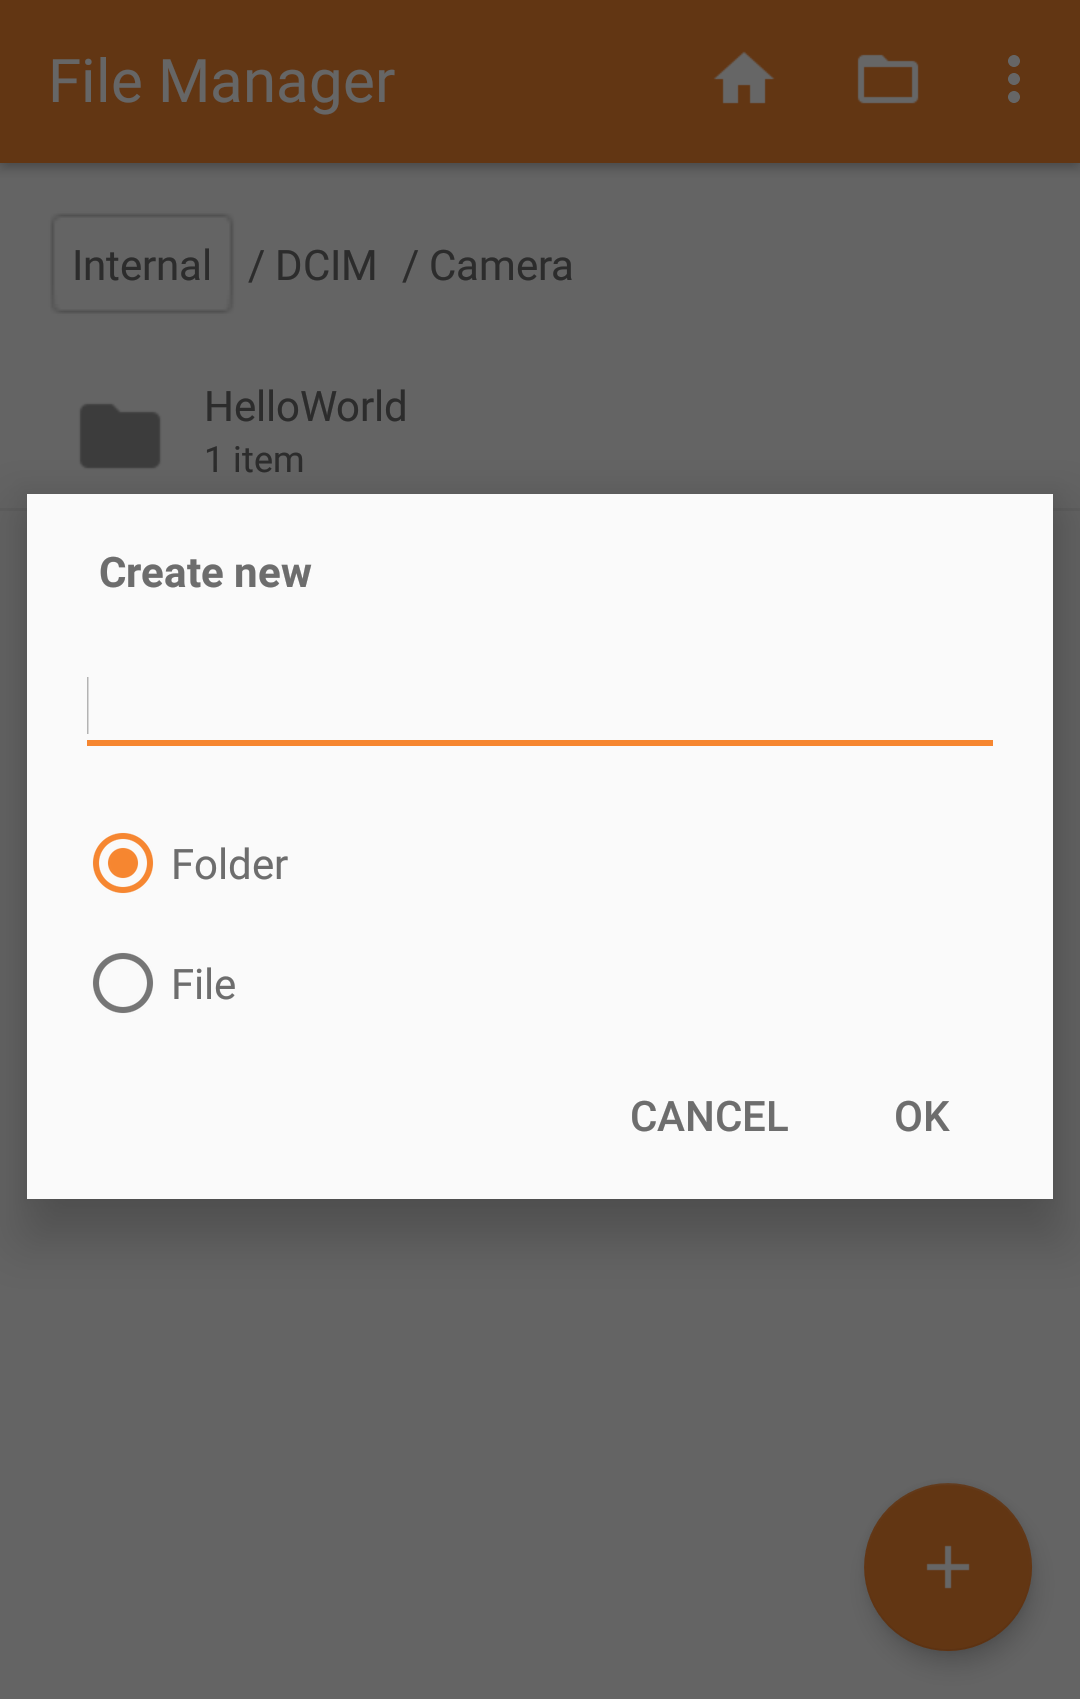 File Manager
Internal / DCIM / Camera
HelloWorld
1 item
Create new
Folder
File
CANCEL OK